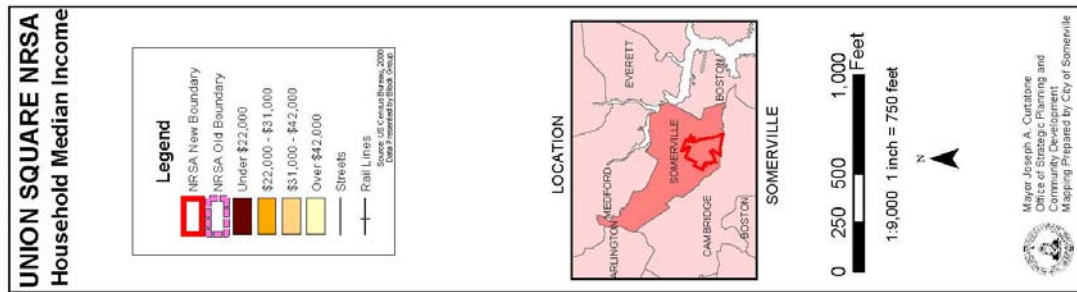 UNION SQUARE NRSA
Household Median Income
Legend
NRSA New Boundary
NRSA Old Boundary
Under $22,000
$22,000 - $31,000
$31,000 - $42,000
Over $42,000
Streets
Rail Lines
Source: US Census Bureau, 2000
Data Presented by Block Group
LOCATION
ARLINGTON
MEDFORD
EVERETT
SOMERVILLE
CAMBRIDGE
BOSTON
BOSTON
SOMERVILLE
0 250 500 1,000
Feet
1:9,000 1 inch = 750 feet
N
Mayor Joseph A. Curtatone
Office of Strategic Planning and
Community Development
Mapping Prepared by City of Somerville